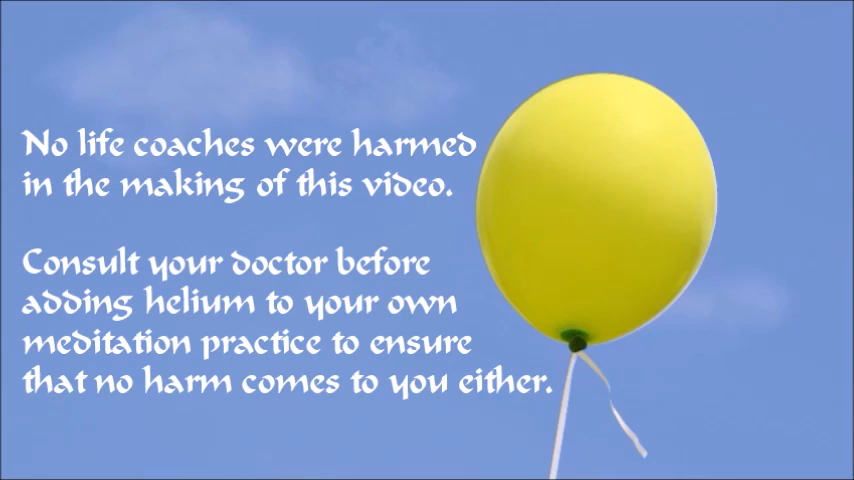 No life coaches were harmed
in the making of this video.
Consult your doctor before
adding helium to your own
meditation practice to ensure
that no harm comes to you either.